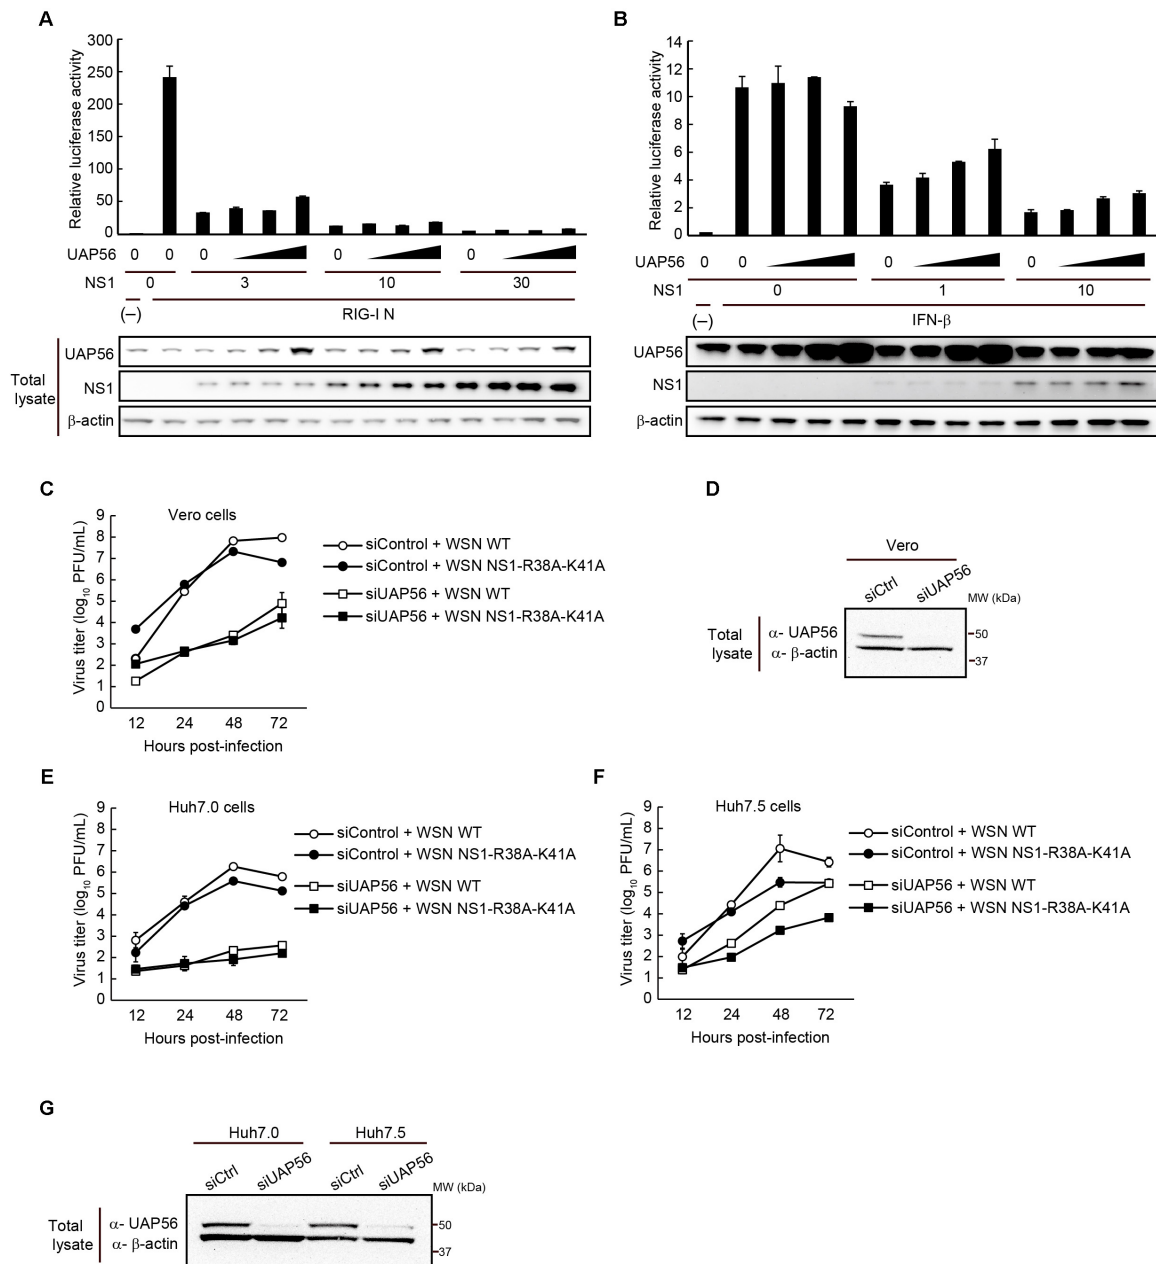 A
Relative luciferase activity
300
250
200
150
100
50
0
UAP56 0 0 0 0 0
NS1 0 3 10 30
(–) RIG-I N
Total lysate
UAP56
NS1
β-actin
B
Relative luciferase activity
14
12
10
8
6
4
2
0
UAP56 0 0 0 0
NS1 0 1 10
(–) IFN-β
UAP56
NS1
β-actin
C
Vero cells
Virus titer (log10 PFU/mL)
9
8
7
6
5
4
3
2
1
0
12 24 48 72
Hours post-infection
siControl + WSN WT
siControl + WSN NS1-R38A-K41A
siUAP56 + WSN WT
siUAP56 + WSN NS1-R38A-K41A
D
Vero
siCtrl siUAP56
MW (kDa)
Total lysate
α- UAP56
α- β-actin
50
37
E
Huh7.0 cells
Virus titer (log10 PFU/mL)
9
8
7
6
5
4
3
2
1
0
12 24 48 72
Hours post-infection
siControl + WSN WT
siControl + WSN NS1-R38A-K41A
siUAP56 + WSN WT
siUAP56 + WSN NS1-R38A-K41A
F
Huh7.5 cells
Virus titer (log10 PFU/mL)
9
8
7
6
5
4
3
2
1
0
12 24 48 72
Hours post-infection
siControl + WSN WT
siControl + WSN NS1-R38A-K41A
siUAP56 + WSN WT
siUAP56 + WSN NS1-R38A-K41A
G
Huh7.0 Huh7.5
siCtrl siUAP56 siCtrl siUAP56
MW (kDa)
Total lysate
α- UAP56
α- β-actin
50
37